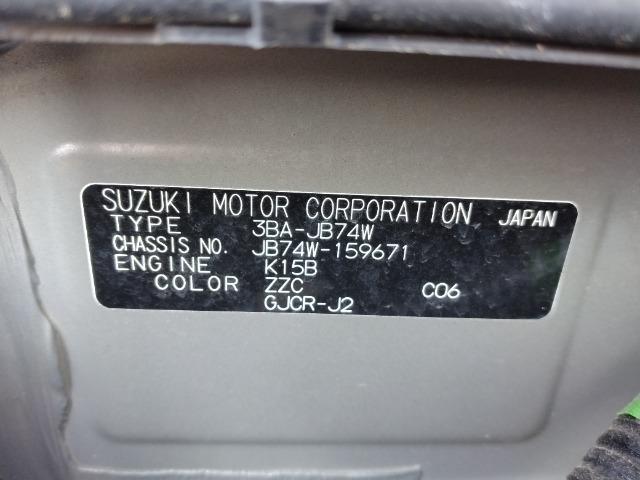 SUZUKI MOTOR CORPORATION JAPAN
TYPE 3BA-JB74W
CHASSIS NO. JB74W-159671
ENGINE K15B
COLOR ZZC C06
GJCR-J2